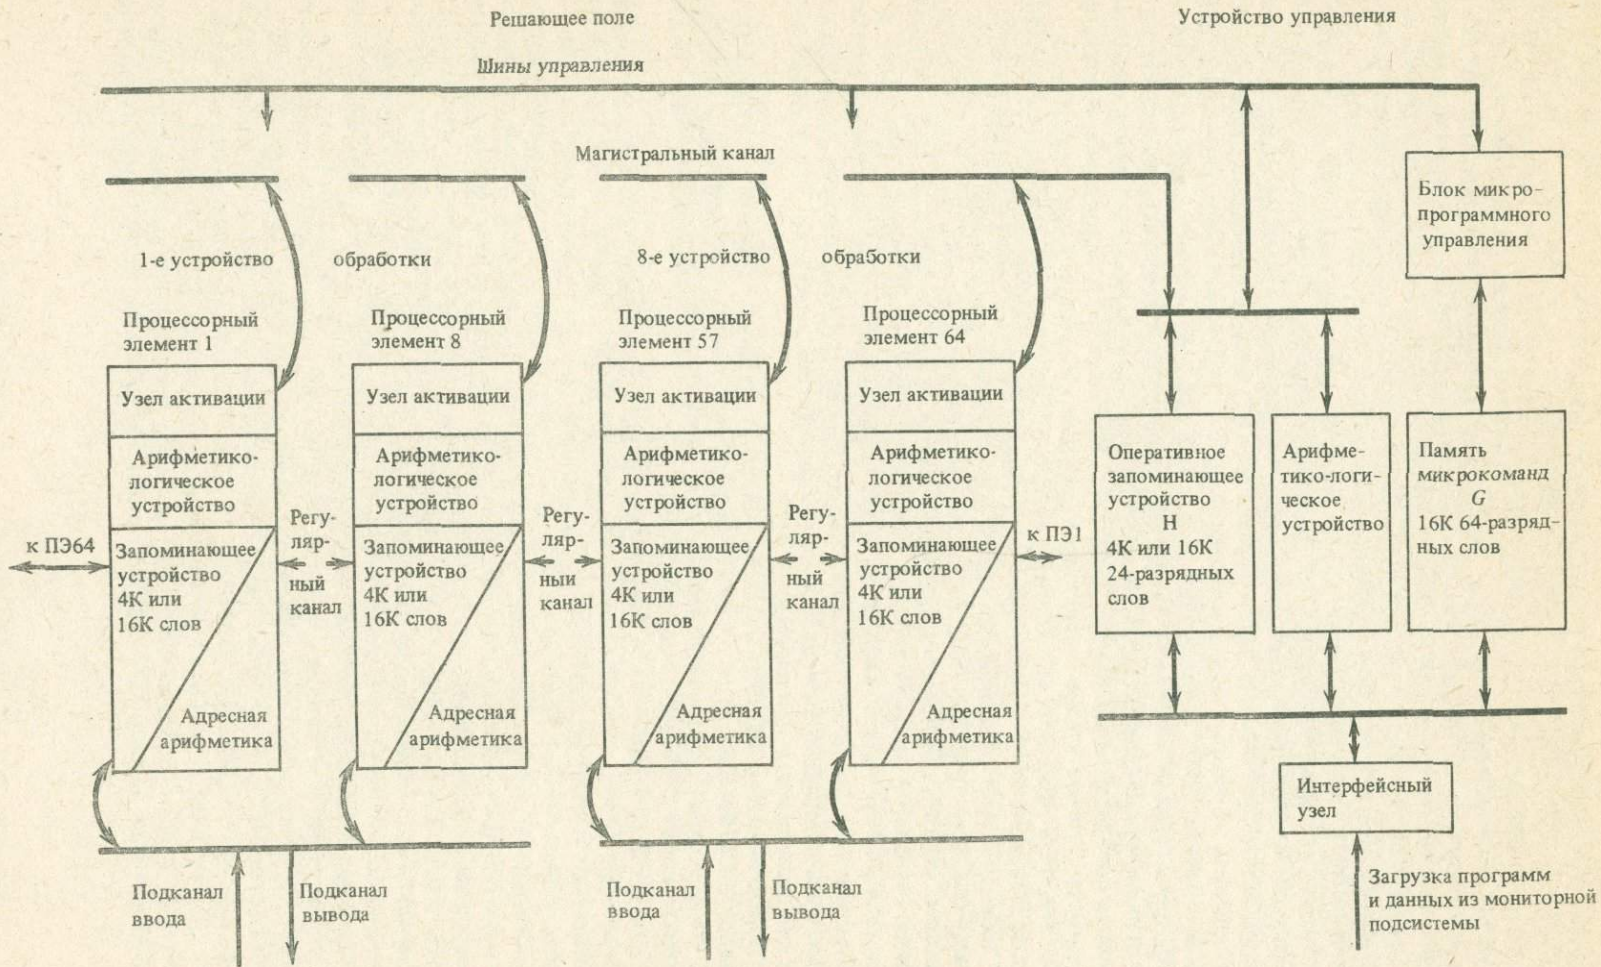 Решающее поле
Устройство управления
Шины управления
Магистральный канал
Блок микро-
программного
управления
1-е устройство
обработки
8-е устройство
обработки
Процессорный
элемент 1
Процессорный
элемент 8
Процессорный
элемент 57
Процессорный
элемент 64
Узел активации
Узел активации
Узел активации
Узел активации
Арифметико-
логическое
устройство
Арифметико-
логическое
устройство
Арифметико-
логическое
устройство
Арифметико-
логическое
устройство
к ПЭ64
Запоминающее
устройство
4К или
16К слов
Адресная
арифметика
Регу-
ляр-
ный
канал
Запоминающее
устройство
4К или
16К слов
Адресная
арифметика
Регу-
ляр-
ныи
канал
Запоминающее
устройство
4К или
16К слов
Адресная
арифметика
Регу-
ляр-
ный
канал
Запоминающее
устройство
4К или
16К слов
Адресная
арифметика
к ПЭ1
Оперативное
запоминающее
устройство
Н
4К или 16К
24-разрядных
слов
Арифме-
тико-логи-
ческое
устройство
Память
микрокоманд
G
16К 64-разряд-
ных слов
Интерфейсный
узел
Подканал
ввода
Подканал
вывода
Подканал
ввода
Подканал
вывода
Загрузка программ
и данных из мониторной
подсистемы